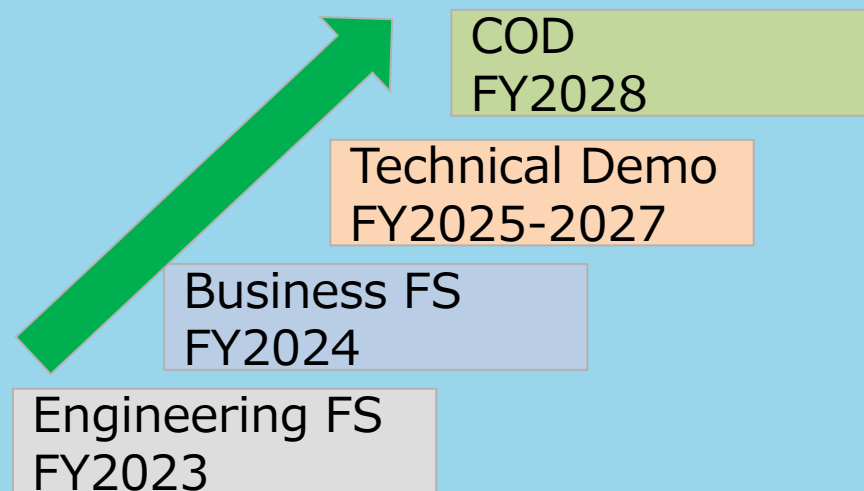 COD
FY2028
Technical Demo
FY2025-2027
Business FS
FY2024
Engineering FS
FY2023